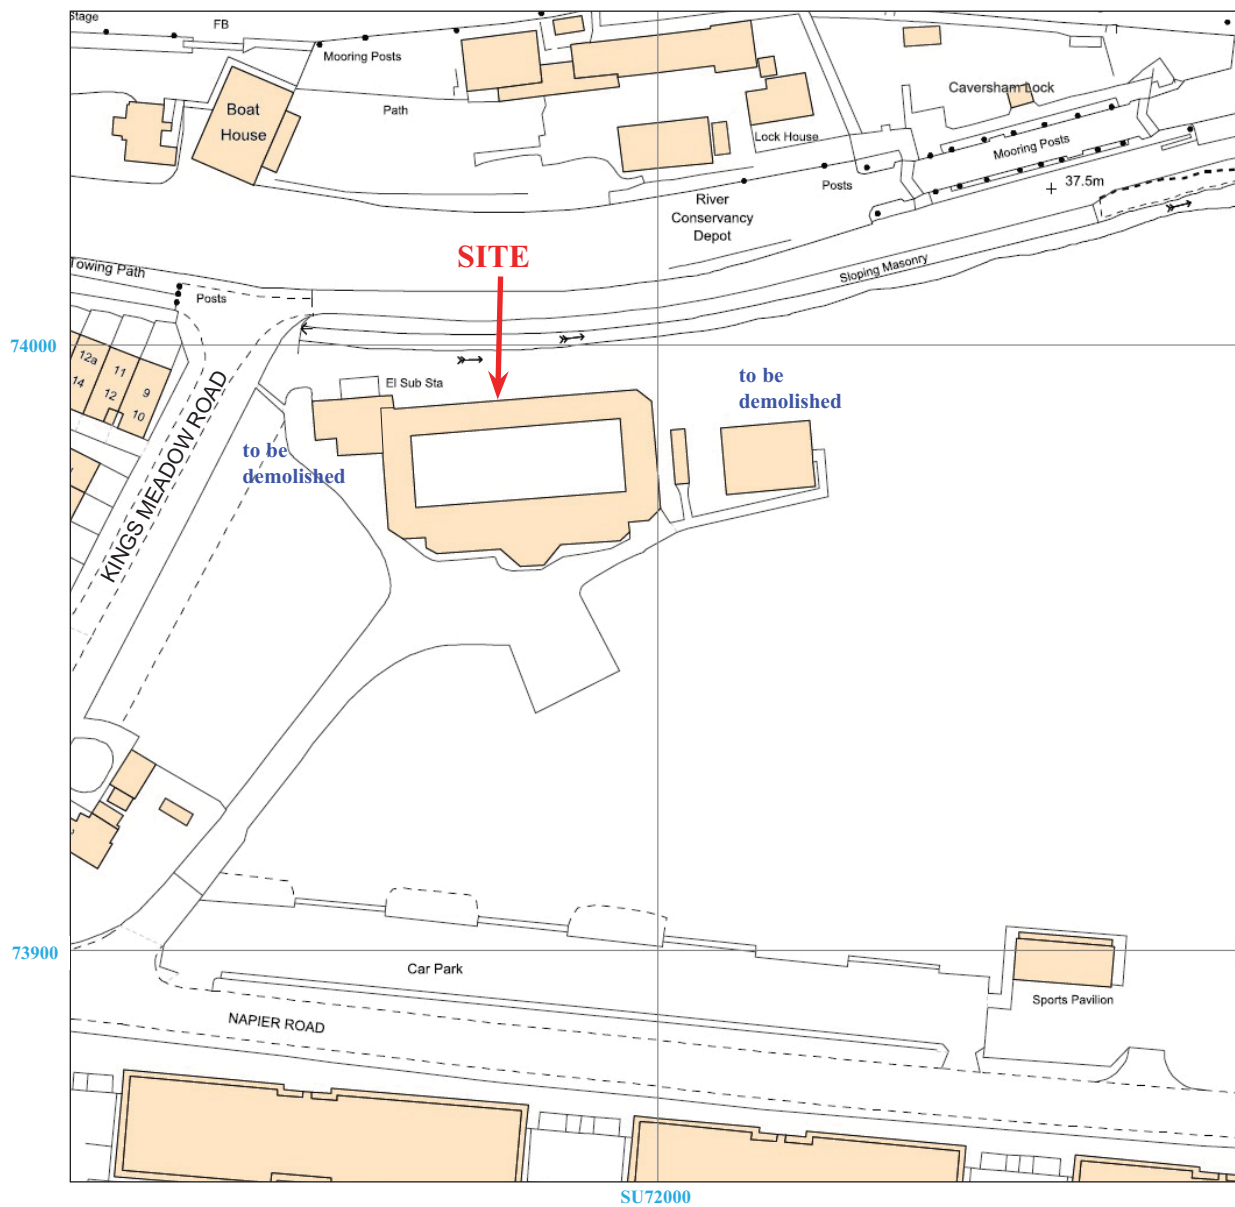 Stage
FB
Mooring Posts
Boat
House
Path
Caversham Lock
Lock House
Mooring Posts
Posts
37.5m
River
Conservancy
Depot
SITE
Towing Path
Sloping Masonry
Posts
74000
12a
11
9
14
12
10
El Sub Sta
to be
demolished
KINGS MEADOW ROAD
to be
demolished
73900
Car Park
Sports Pavilion
NAPIER ROAD
SU72000